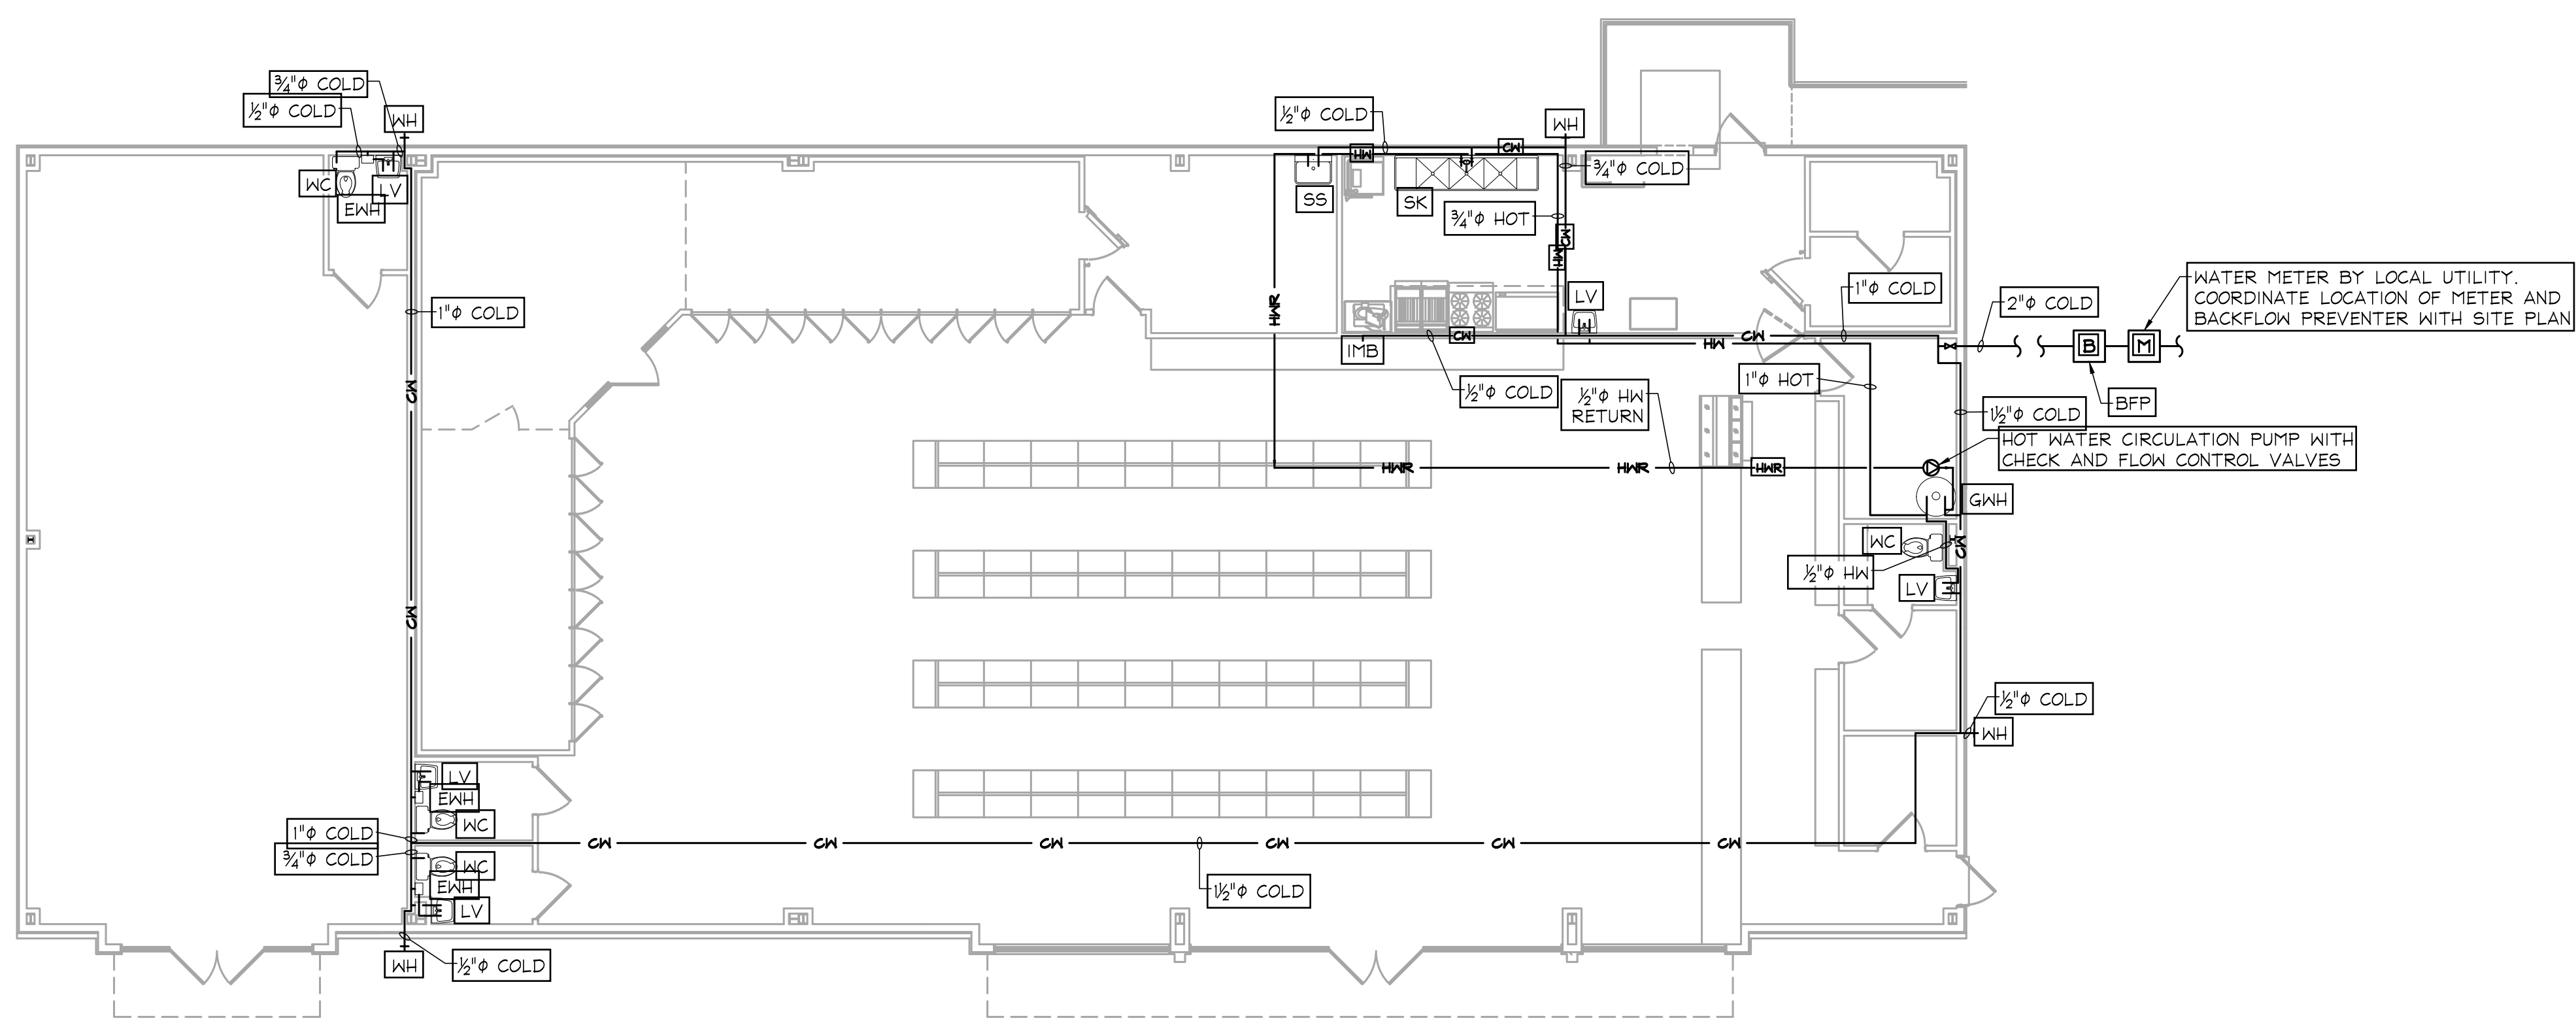 ¾"ϕ COLD
½"ϕ COLD
WH
WC
LV
EWH
1"ϕ COLD
CW
CW
½"ϕ COLD
WH
HW
CW
¾"ϕ COLD
SS
SK
¾"ϕ HOT
CW
HW
HWR
LV
1"ϕ COLD
2"ϕ COLD
WATER METER BY LOCAL UTILITY.
COORDINATE LOCATION OF METER AND
BACKFLOW PREVENTER WITH SITE PLAN
B
M
BFP
IMB
CW
HW
CW
½"ϕ COLD
½"ϕ HW
RETURN
1"ϕ HOT
1½"ϕ COLD
HOT WATER CIRCULATION PUMP WITH
CHECK AND FLOW CONTROL VALVES
HWR
HWR
HWR
GWH
WC
CW
½"ϕ HW
LV
½"ϕ COLD
WH
LV
EWH
WC
1"ϕ COLD
¾"ϕ COLD
CW
CW
CW
CW
CW
CW
WC
EWH
LV
1½"ϕ COLD
WH
½"ϕ COLD